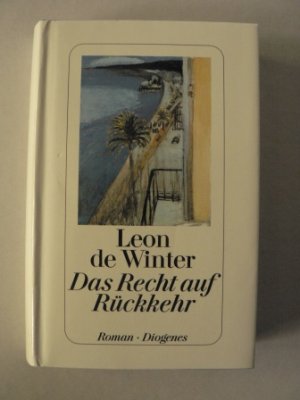 Leon
de Winter
Das Recht auf
Rückkehr
Roman · Diogenes